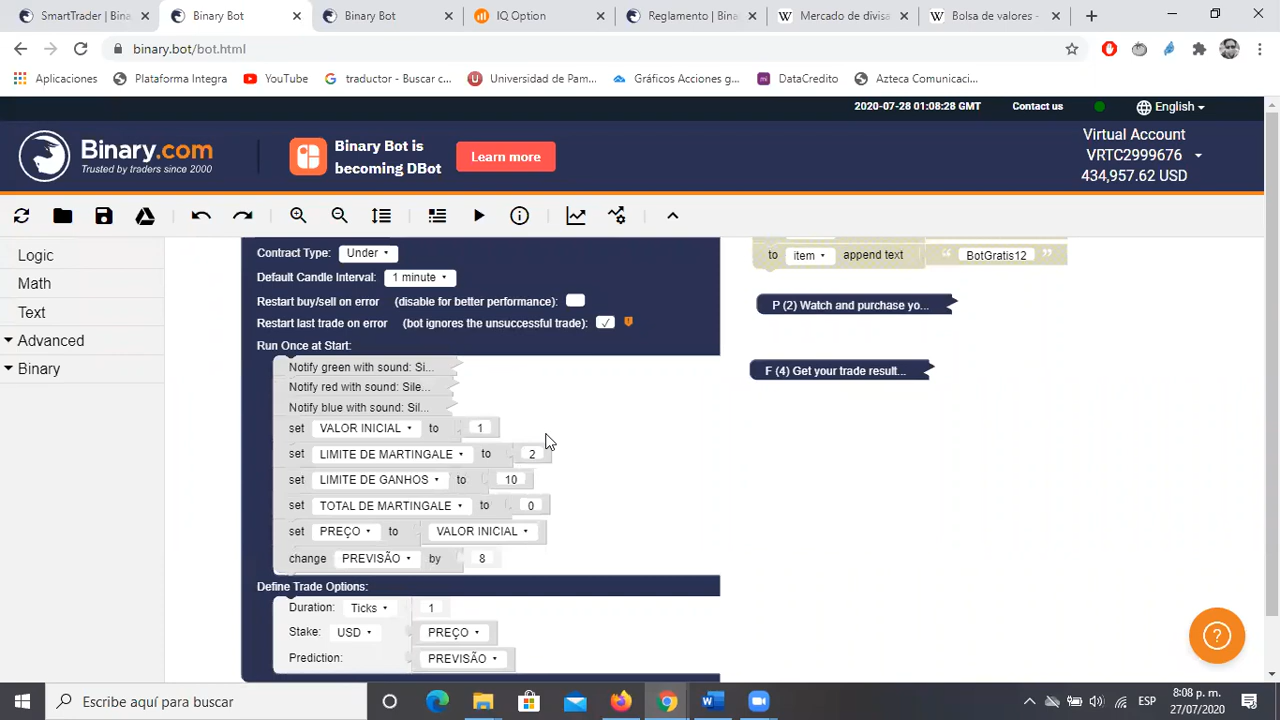 SmartTrader | Bina
Binary Bot
Binary Bot
IQ Option
Reglamento | Bin
Mercado de divisa
Bolsa de valores -
binary.bot/bot.html
Aplicaciones
Plataforma Integra
YouTube
traductor - Buscar c...
Universidad de Pam...
Gráficos Acciones g...
DataCredito
Azteca Comunicaci...
2020-07-28 01:08:28 GMT
Contact us
English
Binary.com
Trusted by traders since 2000
Binary Bot is
becoming DBot
Learn more
Virtual Account
VRTC2999676
434,957.62 USD
Logic
Math
Text
Advanced
Binary
Contract Type: Under
Default Candle Interval: 1 minute
Restart buy/sell on error (disable for better performance):
Restart last trade on error (bot ignores the unsuccessful trade):
Run Once at Start:
Notify green with sound: Si...
Notify red with sound: Sile...
Notify blue with sound: Sil...
set VALOR INICIAL to 1
set LIMITE DE MARTINGALE to 2
set LIMITE DE GANHOS to 10
set TOTAL DE MARTINGALE to 0
set PREÇO to VALOR INICIAL
change PREVISÃO by 8
Define Trade Options:
Duration: Ticks 1
Stake: USD PREÇO
Prediction: PREVISÃO
to item append text “ BotGratis12 ”
P (2) Watch and purchase yo...
F (4) Get your trade result...
?
Escribe aquí para buscar
ESP
8:08 p. m.
27/07/2020